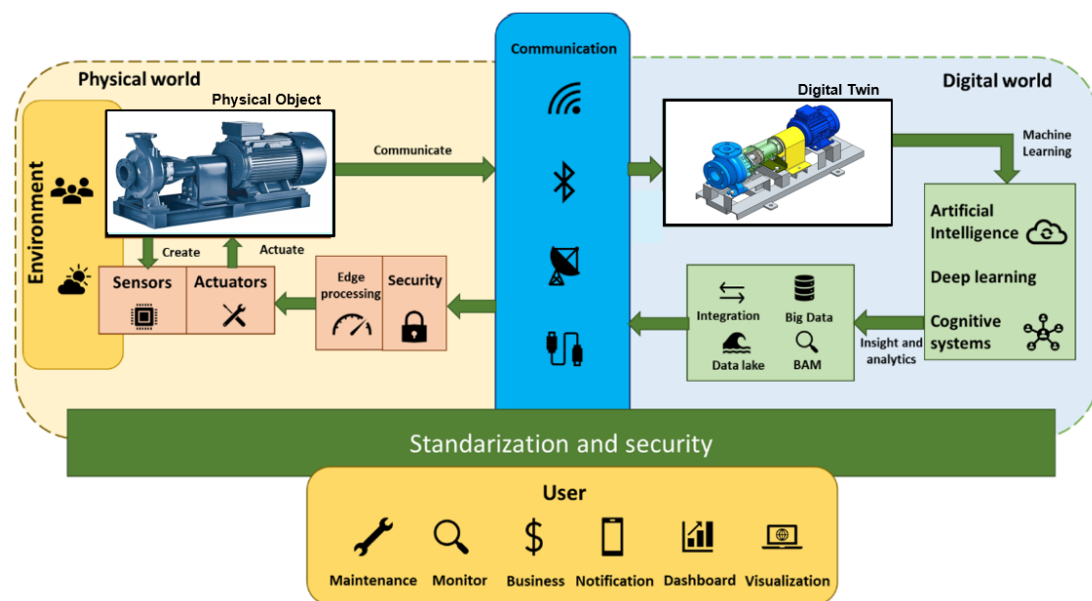 Communication
Physical world
Digital world
Physical Object
Digital Twin
Environment
Communicate
Machine
Learning
Create
Actuate
Sensors
Actuators
Edge
processing
Security
Artificial
Intelligence
Deep learning
Cognitive
systems
Integration
Big Data
Data lake
BAM
Insight and
analytics
Standarization and security
User
Maintenance
Monitor
Business
Notification
Dashboard
Visualization